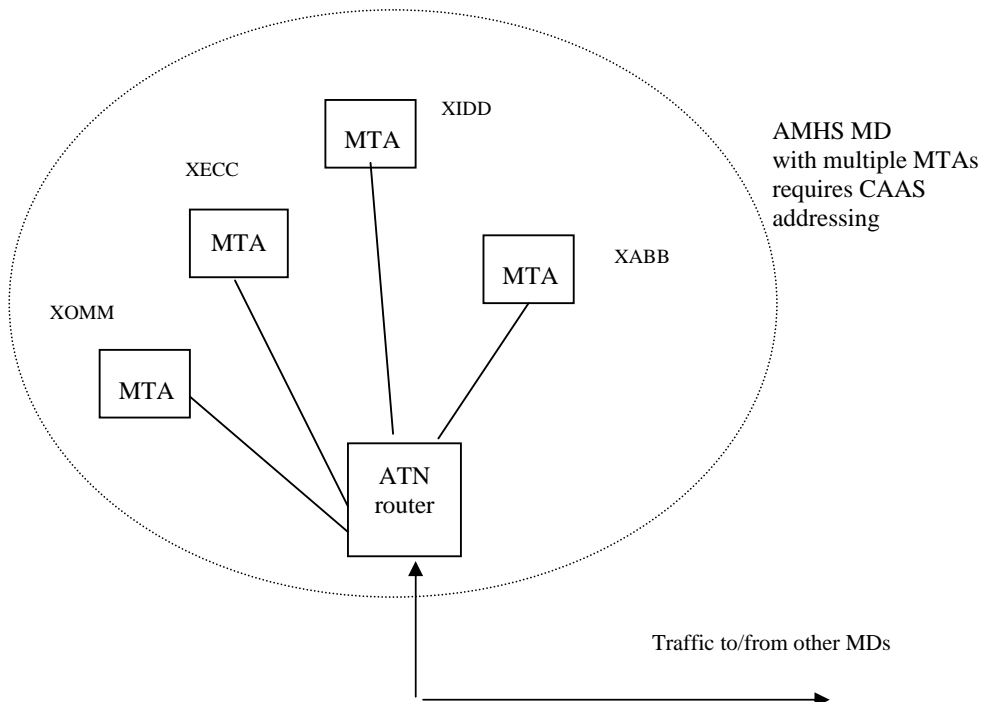 XIDD
MTA
AMHS MD
with multiple MTAs
requires CAAS
addressing
XECC
MTA
XABB
MTA
XOMM
MTA
ATN
router
Traffic to/from other MDs